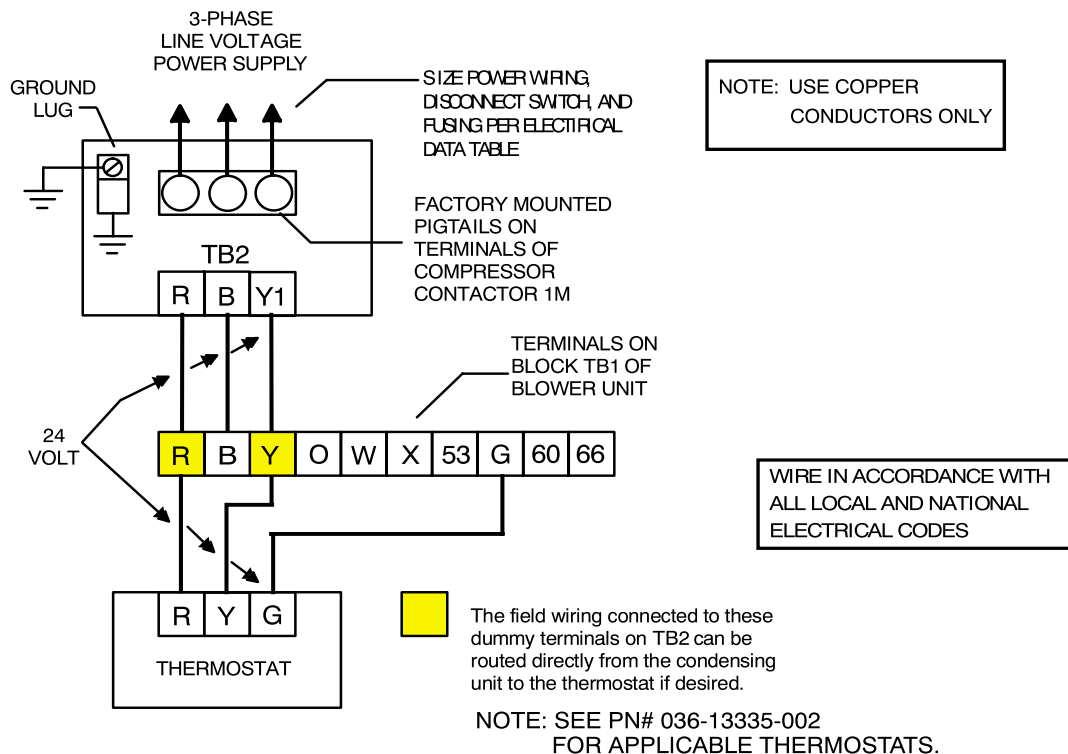 3-PHASE
LINE VOLTAGE
POWER SUPPLY
GROUND
LUG
SIZE POWER WIRING,
DISCONNECT SWITCH, AND
FUSING PER ELECTIRICAL
DATA TABLE
NOTE: USE COPPER
CONDUCTORS ONLY
FACTORY MOUNTED
PIGTAILS ON
TERMINALS OF
COMPRESSOR
CONTACTOR 1M
TB2
R B Y1
TERMINALS ON
BLOCK TB1 OF
BLOWER UNIT
24
VOLT
R B Y O W X 53 G 60 66
WIRE IN ACCORDANCE WITH
ALL LOCAL AND NATIONAL
ELECTRICAL CODES
R Y G
THERMOSTAT
The field wiring connected to these
dummy terminals on TB2 can be
routed directly from the condensing
unit to the thermostat if desired.
NOTE: SEE PN# 036-13335-002
FOR APPLICABLE THERMOSTATS.